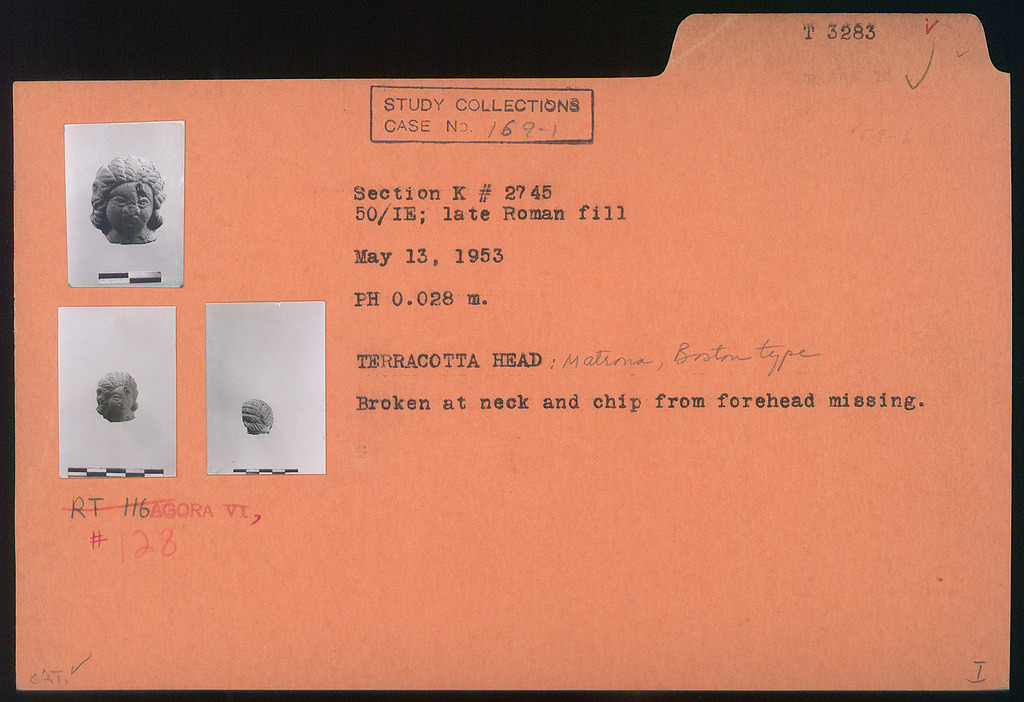 T 3283
STUDY COLLECTIONS
CASE NO. 169-1
Section K # 2745
50/IE; late Roman fill
May 13, 1953
PH 0.028 m.
TERRACOTTA HEAD : Matrona, Boston type
Broken at neck and chip from forehead missing.
RT 116 AGORA VI,
# 128
CAT. ✓
I